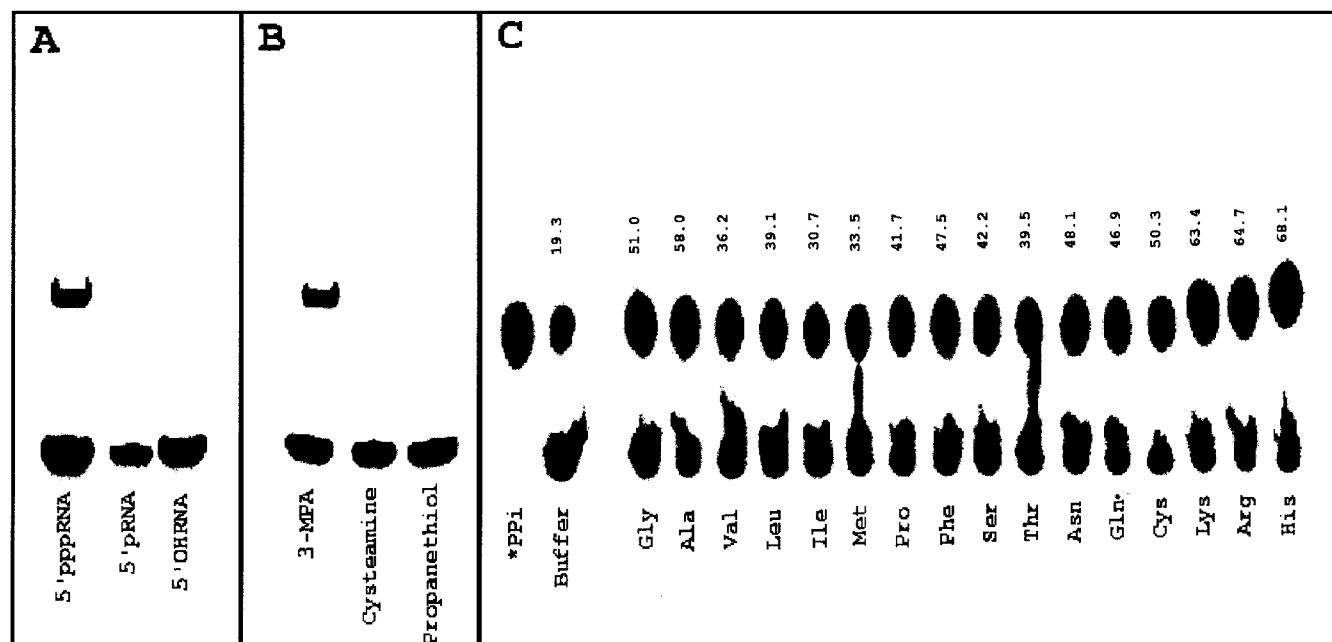 A
B
C
5'pppRNA
5'pRNA
5'OHRNA
3-MPA
Cysteamine
Propanethiol
19.3
51.0
58.0
36.2
39.1
30.7
33.5
41.7
47.5
42.2
39.5
48.1
46.9
50.3
63.4
64.7
68.1
*PPi
Buffer
Gly
Ala
Val
Leu
Ile
Met
Pro
Phe
Ser
Thr
Asn
Gln
Cys
Lys
Arg
His